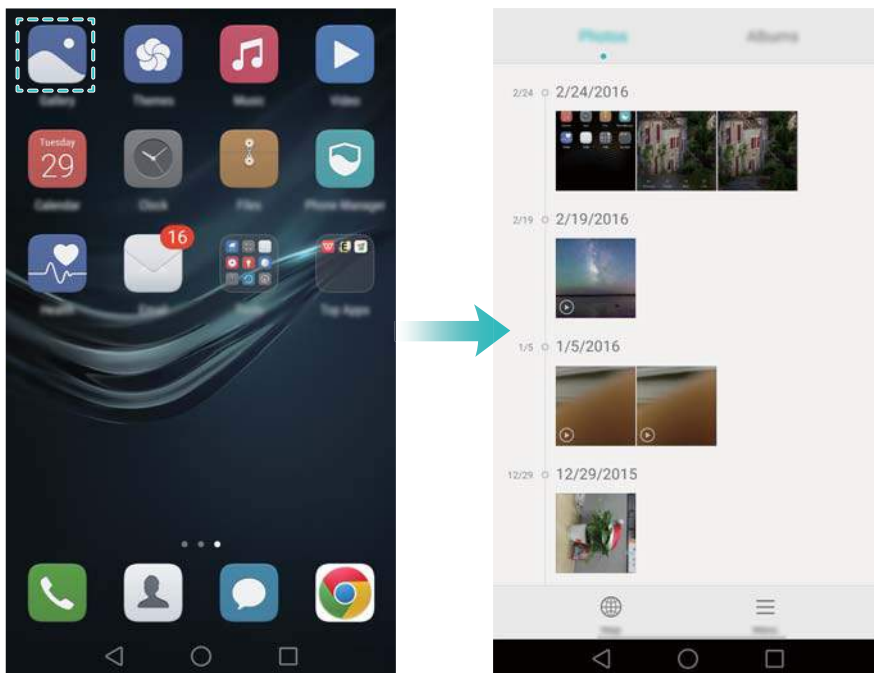 Gallery
Themes
Music
Video
Tuesday
29
Calendar
Clock
Files
Phone Manager
16
Health
Email
Tools
Top Apps
Photos
Albums
2/24
2/24/2016
2/19
2/19/2016
1/5
1/5/2016
12/29
12/29/2015
Map
Menu